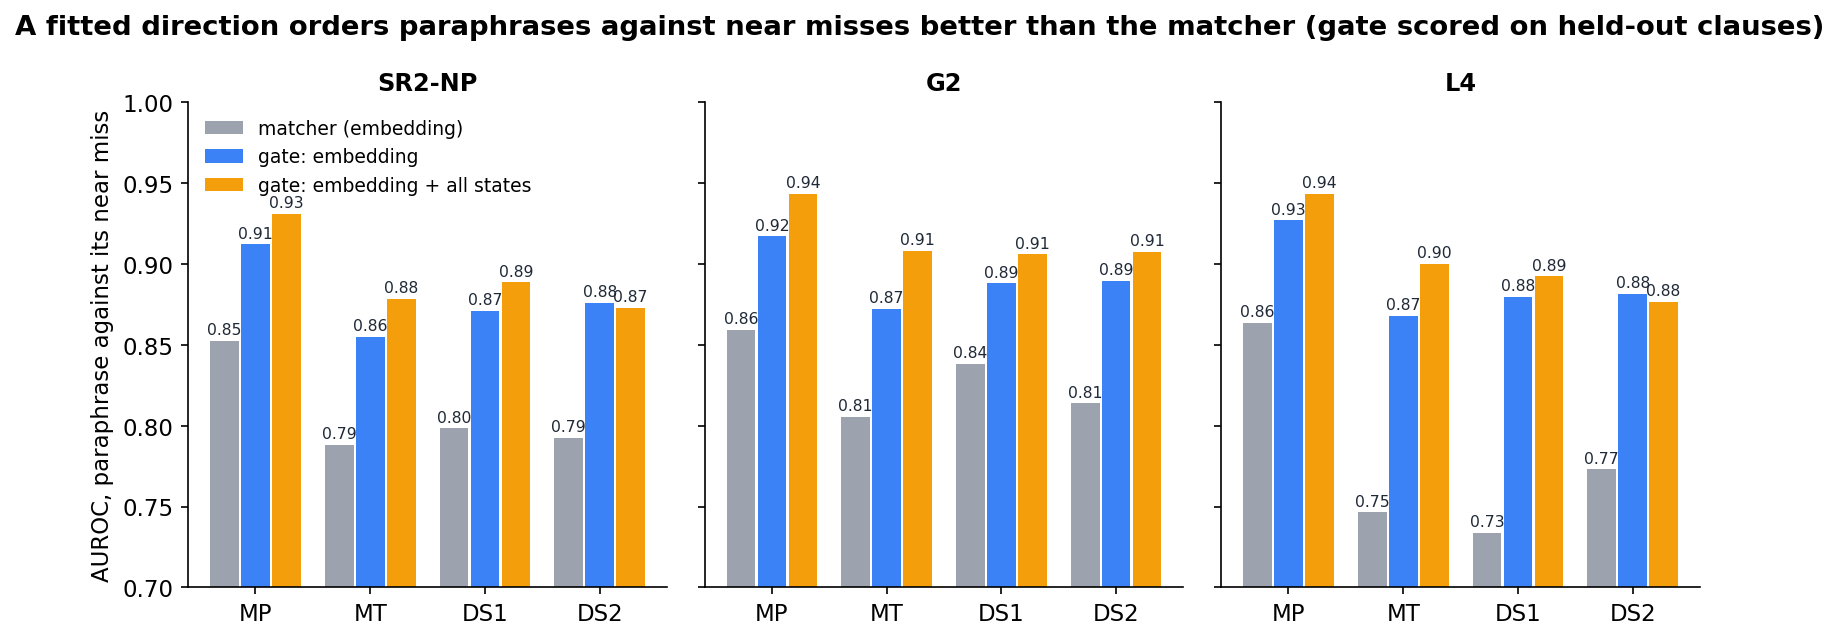 A fitted direction orders paraphrases against near misses better than the matcher (gate scored on held-out clauses)
SR2-NP
G2
L4
AUROC, paraphrase against its near miss
1.00
0.95
0.90
0.85
0.80
0.75
0.70
matcher (embedding)
gate: embedding
gate: embedding + all states
0.85 0.91 0.93
0.79 0.86 0.88
0.80 0.87 0.89
0.79 0.88 0.87
MP MT DS1 DS2
0.86 0.92 0.94
0.81 0.87 0.91
0.84 0.89 0.91
0.81 0.89 0.91
MP MT DS1 DS2
0.86 0.93 0.94
0.75 0.87 0.90
0.73 0.88 0.89
0.77 0.88 0.88
MP MT DS1 DS2